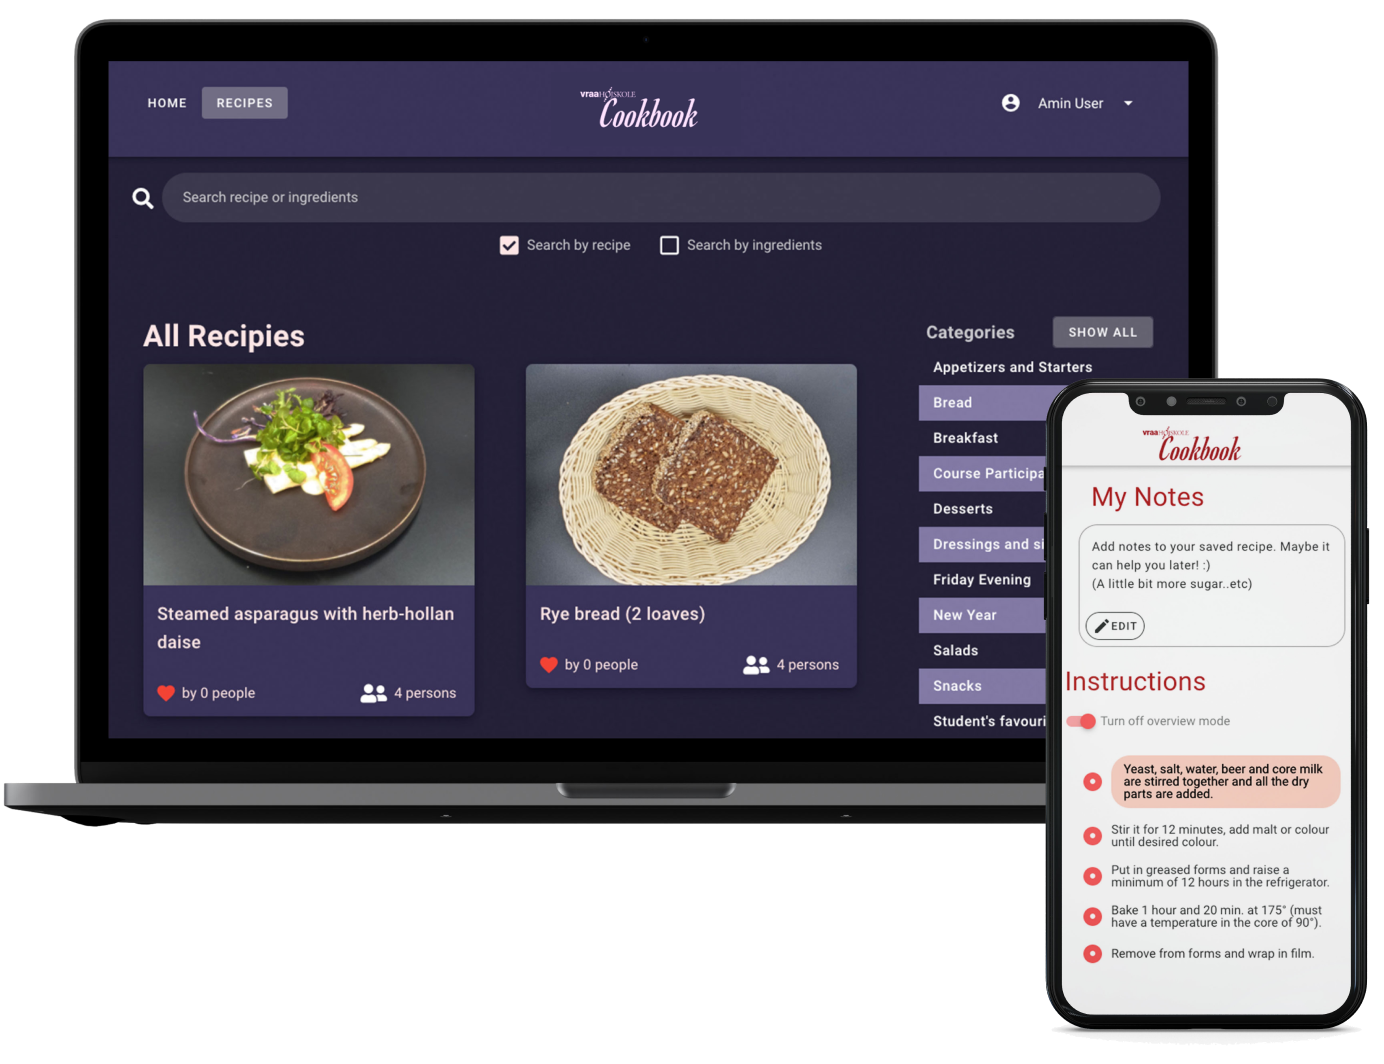 HOME
RECIPES
vraaHØJSKOLE
Cookbook
Amin User
Search recipe or ingredients
Search by recipe
Search by ingredients
All Recipies
Steamed asparagus with herb-hollan
daise
by 0 people
4 persons
Rye bread (2 loaves)
by 0 people
4 persons
Categories
SHOW ALL
Appetizers and Starters
Bread
Breakfast
Course Participa
Desserts
Dressings and si
Friday Evening
New Year
Salads
Snacks
Student's favouri
vraaHØJSKOLE
Cookbook
My Notes
Add notes to your saved recipe. Maybe it
can help you later! :)
(A little bit more sugar..etc)
EDIT
Instructions
Turn off overview mode
Yeast, salt, water, beer and core milk
are stirred together and all the dry
parts are added.
Stir it for 12 minutes, add malt or colour
until desired colour.
Put in greased forms and raise a
minimum of 12 hours in the refrigerator.
Bake 1 hour and 20 min. at 175° (must
have a temperature in the core of 90°).
Remove from forms and wrap in film.